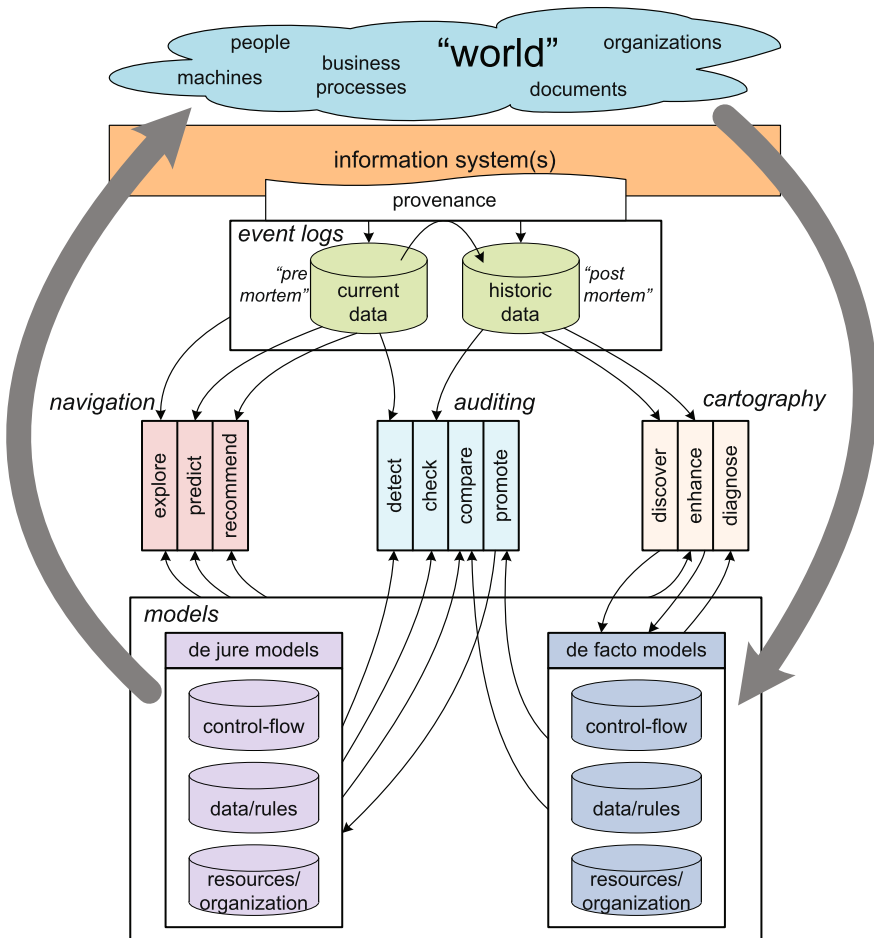 people
“world”
organizations
machines
business
processes
documents
information system(s)
provenance
event logs
“pre
mortem”
current
data
historic
data
“post
mortem”
navigation
auditing
cartography
explore
predict
recommend
detect
check
compare
promote
discover
enhance
diagnose
models
de jure models
de facto models
control-flow
control-flow
data/rules
data/rules
resources/
organization
resources/
organization